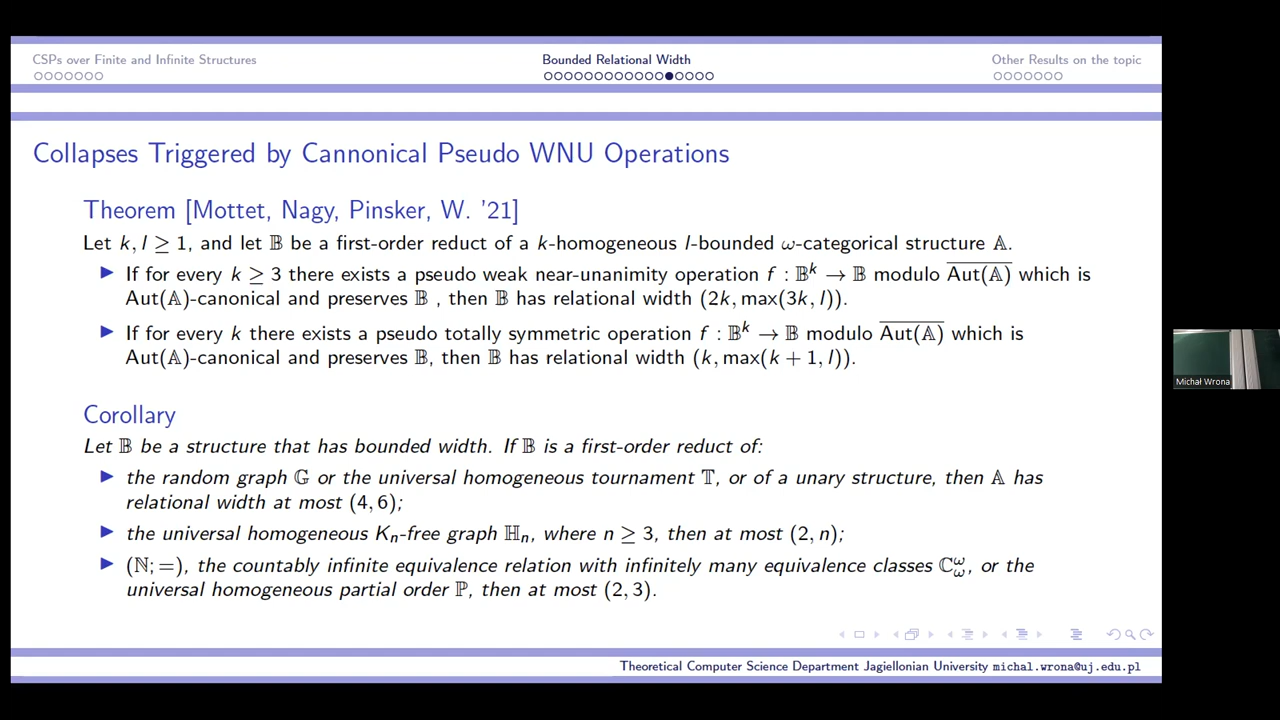 CSPs over Finite and Infinite Structures
Bounded Relational Width
Other Results on the topic
Collapses Triggered by Cannonical Pseudo WNU Operations
Theorem [Mottet, Nagy, Pinsker, W. '21]
Let k, l ≥ 1, and let 𝔹 be a first-order reduct of a k-homogeneous l-bounded ω-categorical structure 𝔸.
If for every k ≥ 3 there exists a pseudo weak near-unanimity operation f : 𝔹ᵏ → 𝔹 modulo \overline{Aut(𝔸)} which is
Aut(𝔸)-canonical and preserves 𝔹 , then 𝔹 has relational width (2k, max(3k, l)).
If for every k there exists a pseudo totally symmetric operation f : 𝔹ᵏ → 𝔹 modulo \overline{Aut(𝔸)} which is
Aut(𝔸)-canonical and preserves 𝔹, then 𝔹 has relational width (k, max(k + 1, l)).
Corollary
Let 𝔹 be a structure that has bounded width. If 𝔹 is a first-order reduct of:
the random graph 𝔾 or the universal homogeneous tournament 𝕋, or of a unary structure, then 𝔸 has
relational width at most (4, 6);
the universal homogeneous Kₙ-free graph ℍₙ, where n ≥ 3, then at most (2, n);
(ℕ; =), the countably infinite equivalence relation with infinitely many equivalence classes ℂ_ω^ω, or the
universal homogeneous partial order ℙ, then at most (2, 3).
Theoretical Computer Science Department Jagiellonian University michal.wrona@uj.edu.pl
Michał Wrona